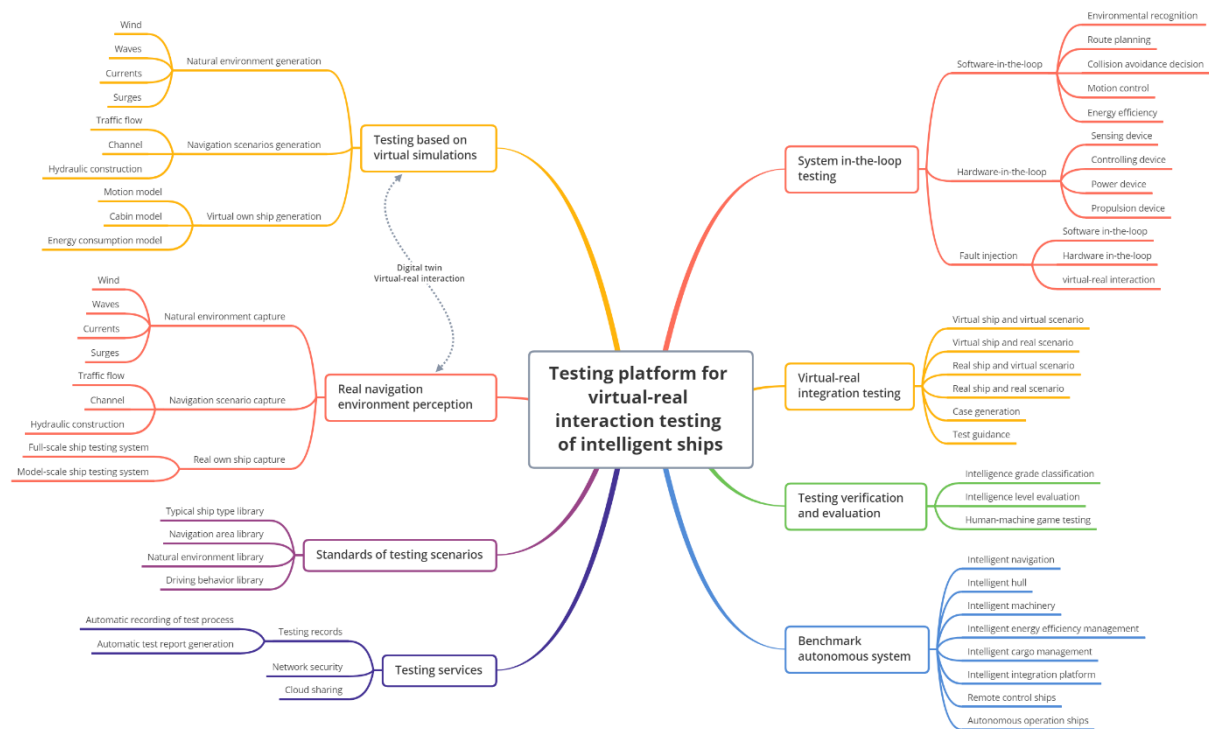 Testing platform for
virtual-real
interaction testing
of intelligent ships
Testing based on
virtual simulations
Natural environment generation
Wind
Waves
Currents
Surges
Navigation scenarios generation
Traffic flow
Channel
Hydraulic construction
Virtual own ship generation
Motion model
Cabin model
Energy consumption model
Digital twin
Virtual-real interaction
Real navigation
environment perception
Natural environment capture
Wind
Waves
Currents
Surges
Navigation scenario capture
Traffic flow
Channel
Hydraulic construction
Real own ship capture
Full-scale ship testing system
Model-scale ship testing system
Standards of testing scenarios
Typical ship type library
Navigation area library
Natural environment library
Driving behavior library
Testing services
Testing records
Automatic recording of test process
Automatic test report generation
Network security
Cloud sharing
System in-the-loop
testing
Software-in-the-loop
Environmental recognition
Route planning
Collision avoidance decision
Motion control
Energy efficiency
Hardware-in-the-loop
Sensing device
Controlling device
Power device
Propulsion device
Fault injection
Software in-the-loop
Hardware in-the-loop
virtual-real interaction
Virtual-real
integration testing
Virtual ship and virtual scenario
Virtual ship and real scenario
Real ship and virtual scenario
Real ship and real scenario
Case generation
Test guidance
Testing verification
and evaluation
Intelligence grade classification
Intelligence level evaluation
Human-machine game testing
Benchmark
autonomous system
Intelligent navigation
Intelligent hull
Intelligent machinery
Intelligent energy efficiency management
Intelligent cargo management
Intelligent integration platform
Remote control ships
Autonomous operation ships